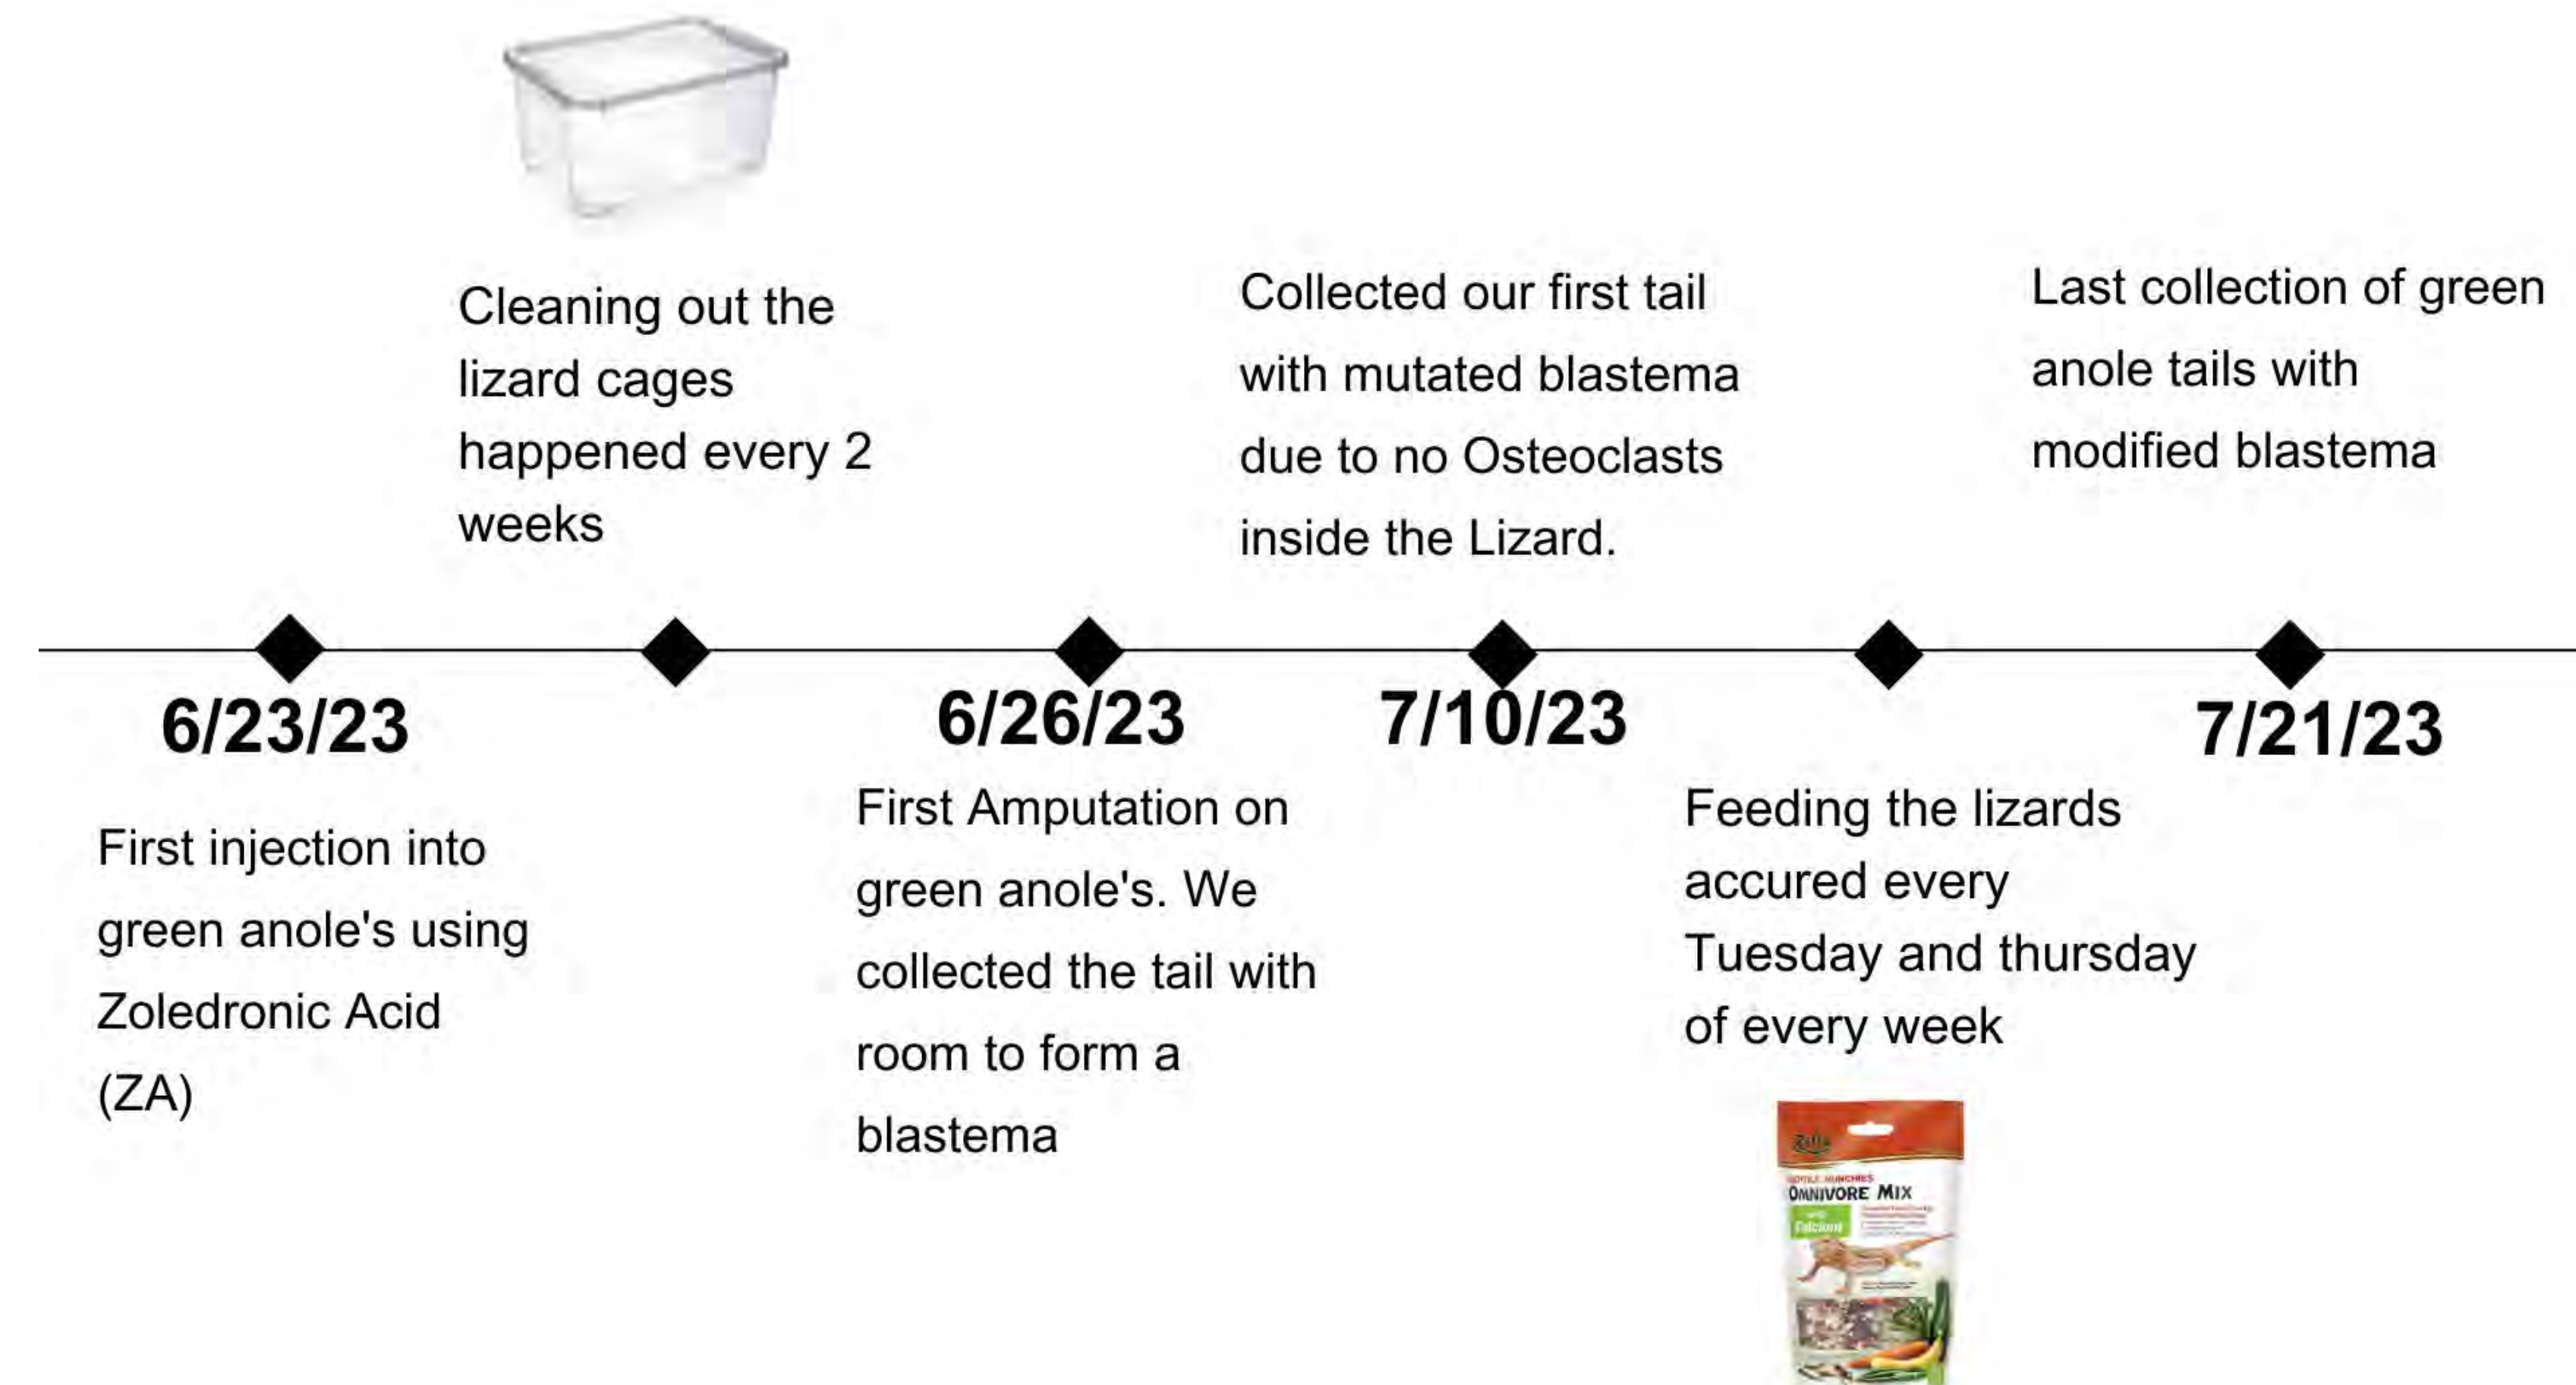 Cleaning out the
lizard cages
happened every 2
weeks
Collected our first tail
with mutated blastema
due to no Osteoclasts
inside the Lizard.
Last collection of green
anole tails with
modified blastema
6/23/23
6/26/23
7/10/23
7/21/23
First injection into
green anole's using
Zoledronic Acid
(ZA)
First Amputation on
green anole's. We
collected the tail with
room to form a
blastema
Feeding the lizards
accured every
Tuesday and thursday
of every week
Zilla
REPTILE MUNCHIES
OMNIVORE MIX
Calcium